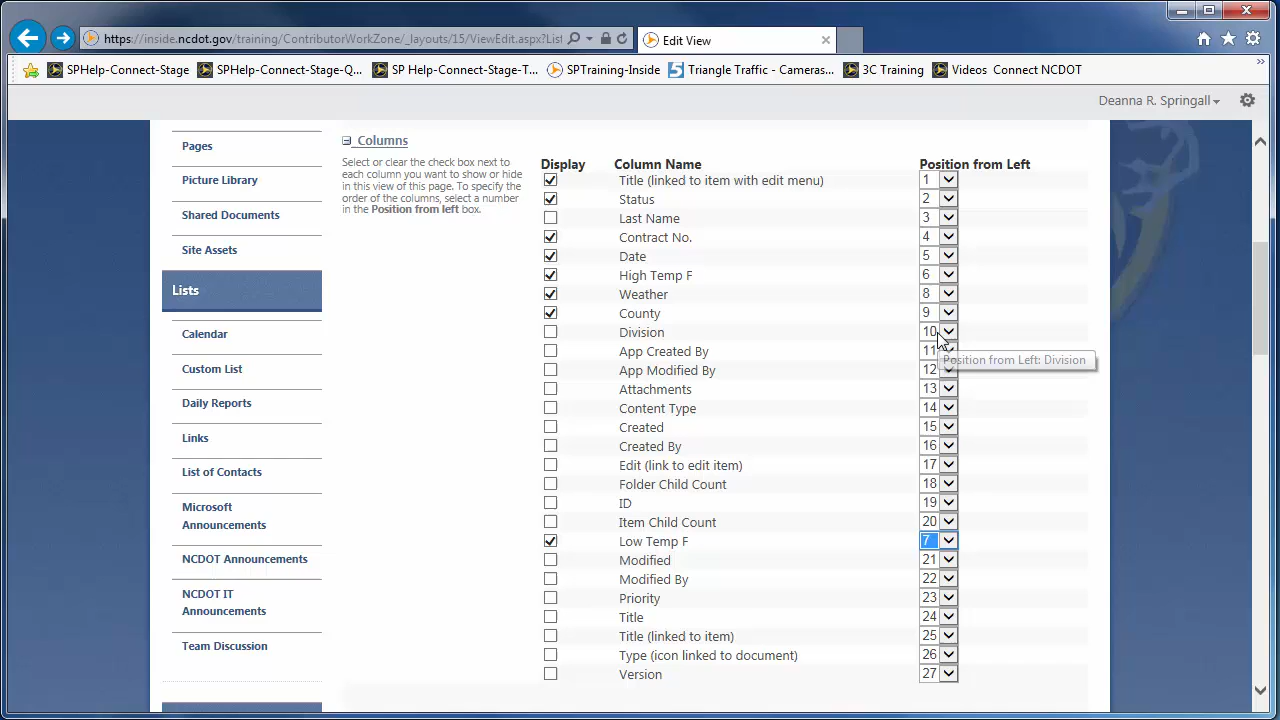 https://inside.ncdot.gov/training/ContributorWorkZone/_layouts/15/ViewEdit.aspx?List
Edit View
SPHelp-Connect-Stage
SPHelp-Connect-Stage-Q...
SP Help-Connect-Stage-T...
SPTraining-Inside
5
Triangle Traffic - Cameras...
3C Training
Videos Connect NCDOT
Deanna R. Springall
Pages
Picture Library
Shared Documents
Site Assets
Lists
Calendar
Custom List
Daily Reports
Links
List of Contacts
Microsoft
Announcements
NCDOT Announcements
NCDOT IT
Announcements
Team Discussion
Columns
Select or clear the check box next to
each column you want to show or hide
in this view of this page. To specify the
order of the columns, select a number
in the Position from left box.
Display Column Name Position from Left
Title (linked to item with edit menu) 1
Status 2
Last Name 3
Contract No. 4
Date 5
High Temp F 6
Weather 8
County 9
Division 10
App Created By 11
Position from Left: Division
App Modified By 12
Attachments 13
Content Type 14
Created 15
Created By 16
Edit (link to edit item) 17
Folder Child Count 18
ID 19
Item Child Count 20
Low Temp F 7
Modified 21
Modified By 22
Priority 23
Title 24
Title (linked to item) 25
Type (icon linked to document) 26
Version 27